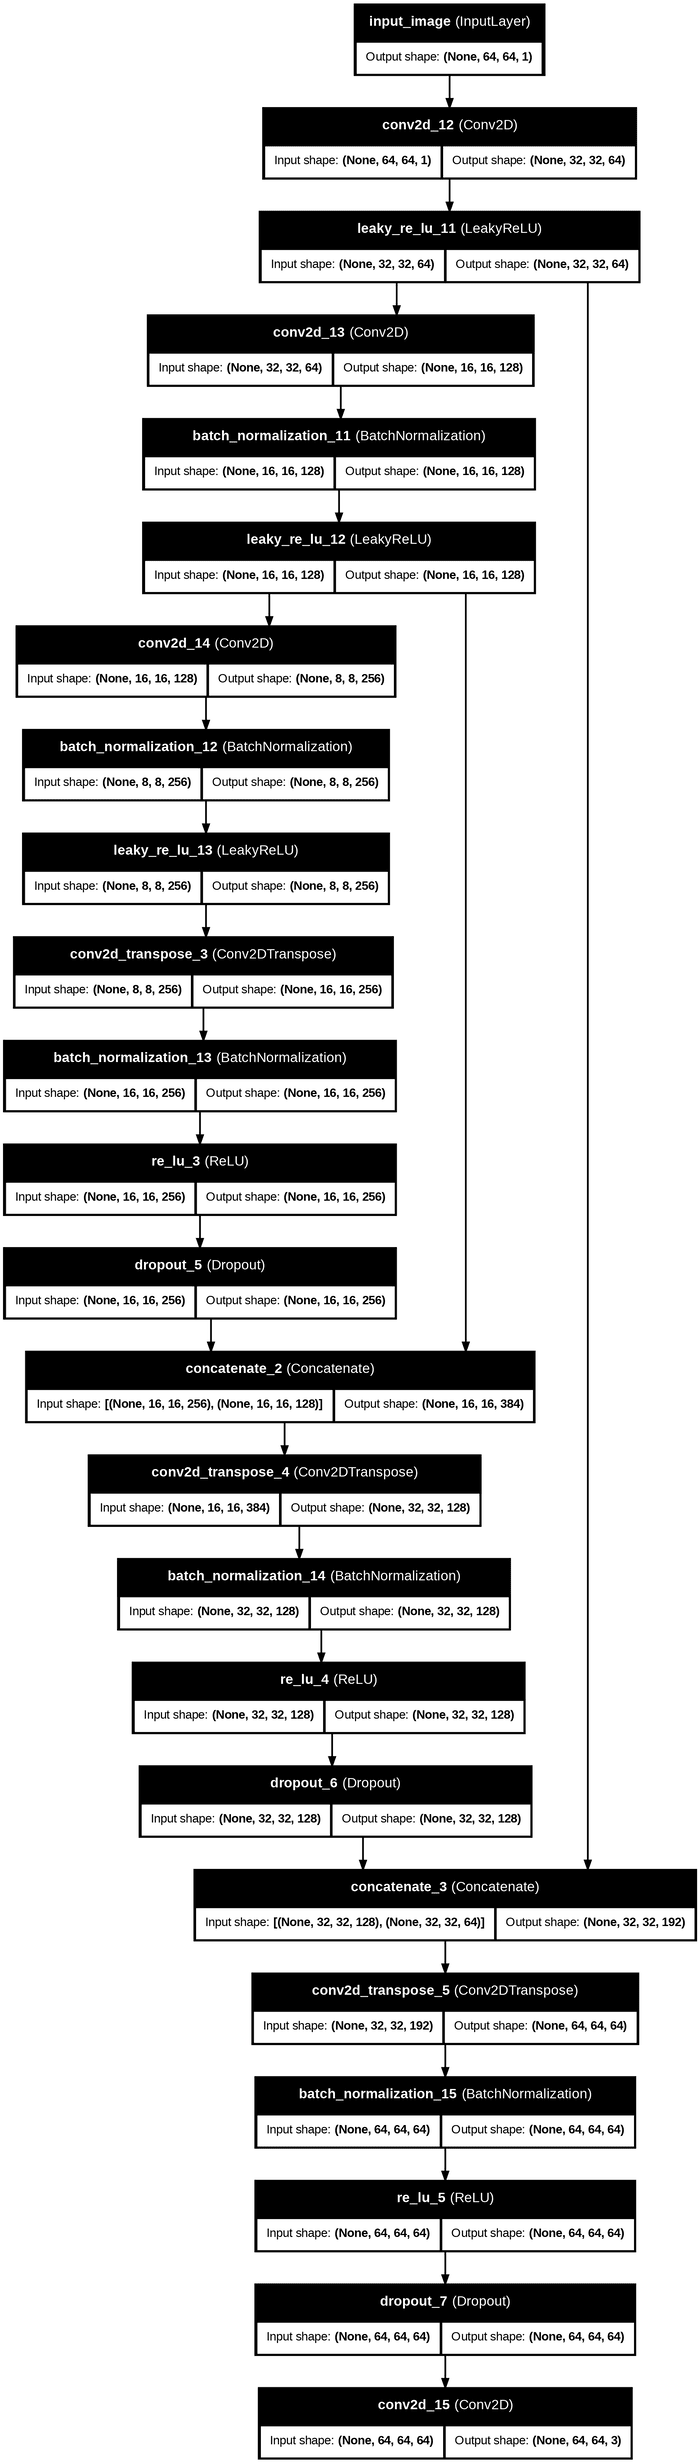 input_image (InputLayer)
Output shape: (None, 64, 64, 1)
conv2d_12 (Conv2D)
Input shape: (None, 64, 64, 1) Output shape: (None, 32, 32, 64)
leaky_re_lu_11 (LeakyReLU)
Input shape: (None, 32, 32, 64) Output shape: (None, 32, 32, 64)
conv2d_13 (Conv2D)
Input shape: (None, 32, 32, 64) Output shape: (None, 16, 16, 128)
batch_normalization_11 (BatchNormalization)
Input shape: (None, 16, 16, 128) Output shape: (None, 16, 16, 128)
leaky_re_lu_12 (LeakyReLU)
Input shape: (None, 16, 16, 128) Output shape: (None, 16, 16, 128)
conv2d_14 (Conv2D)
Input shape: (None, 16, 16, 128) Output shape: (None, 8, 8, 256)
batch_normalization_12 (BatchNormalization)
Input shape: (None, 8, 8, 256) Output shape: (None, 8, 8, 256)
leaky_re_lu_13 (LeakyReLU)
Input shape: (None, 8, 8, 256) Output shape: (None, 8, 8, 256)
conv2d_transpose_3 (Conv2DTranspose)
Input shape: (None, 8, 8, 256) Output shape: (None, 16, 16, 256)
batch_normalization_13 (BatchNormalization)
Input shape: (None, 16, 16, 256) Output shape: (None, 16, 16, 256)
re_lu_3 (ReLU)
Input shape: (None, 16, 16, 256) Output shape: (None, 16, 16, 256)
dropout_5 (Dropout)
Input shape: (None, 16, 16, 256) Output shape: (None, 16, 16, 256)
concatenate_2 (Concatenate)
Input shape: [(None, 16, 16, 256), (None, 16, 16, 128)] Output shape: (None, 16, 16, 384)
conv2d_transpose_4 (Conv2DTranspose)
Input shape: (None, 16, 16, 384) Output shape: (None, 32, 32, 128)
batch_normalization_14 (BatchNormalization)
Input shape: (None, 32, 32, 128) Output shape: (None, 32, 32, 128)
re_lu_4 (ReLU)
Input shape: (None, 32, 32, 128) Output shape: (None, 32, 32, 128)
dropout_6 (Dropout)
Input shape: (None, 32, 32, 128) Output shape: (None, 32, 32, 128)
concatenate_3 (Concatenate)
Input shape: [(None, 32, 32, 128), (None, 32, 32, 64)] Output shape: (None, 32, 32, 192)
conv2d_transpose_5 (Conv2DTranspose)
Input shape: (None, 32, 32, 192) Output shape: (None, 64, 64, 64)
batch_normalization_15 (BatchNormalization)
Input shape: (None, 64, 64, 64) Output shape: (None, 64, 64, 64)
re_lu_5 (ReLU)
Input shape: (None, 64, 64, 64) Output shape: (None, 64, 64, 64)
dropout_7 (Dropout)
Input shape: (None, 64, 64, 64) Output shape: (None, 64, 64, 64)
conv2d_15 (Conv2D)
Input shape: (None, 64, 64, 64) Output shape: (None, 64, 64, 3)